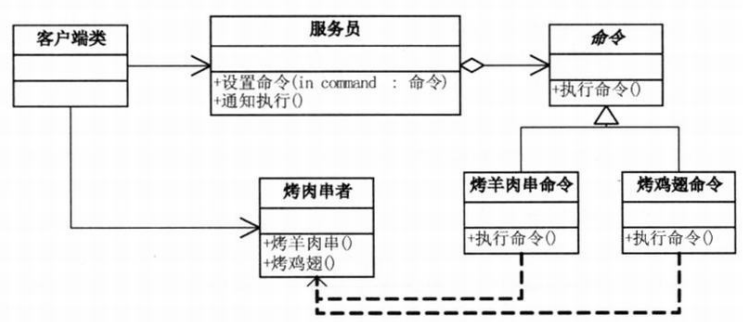 客户端类
服务员
+设置命令(in command : 命令)
+通知执行()
命令
+执行命令()
烤肉串者
+烤羊肉串()
+烤鸡翅()
烤羊肉串命令
+执行命令()
烤鸡翅命令
+执行命令()